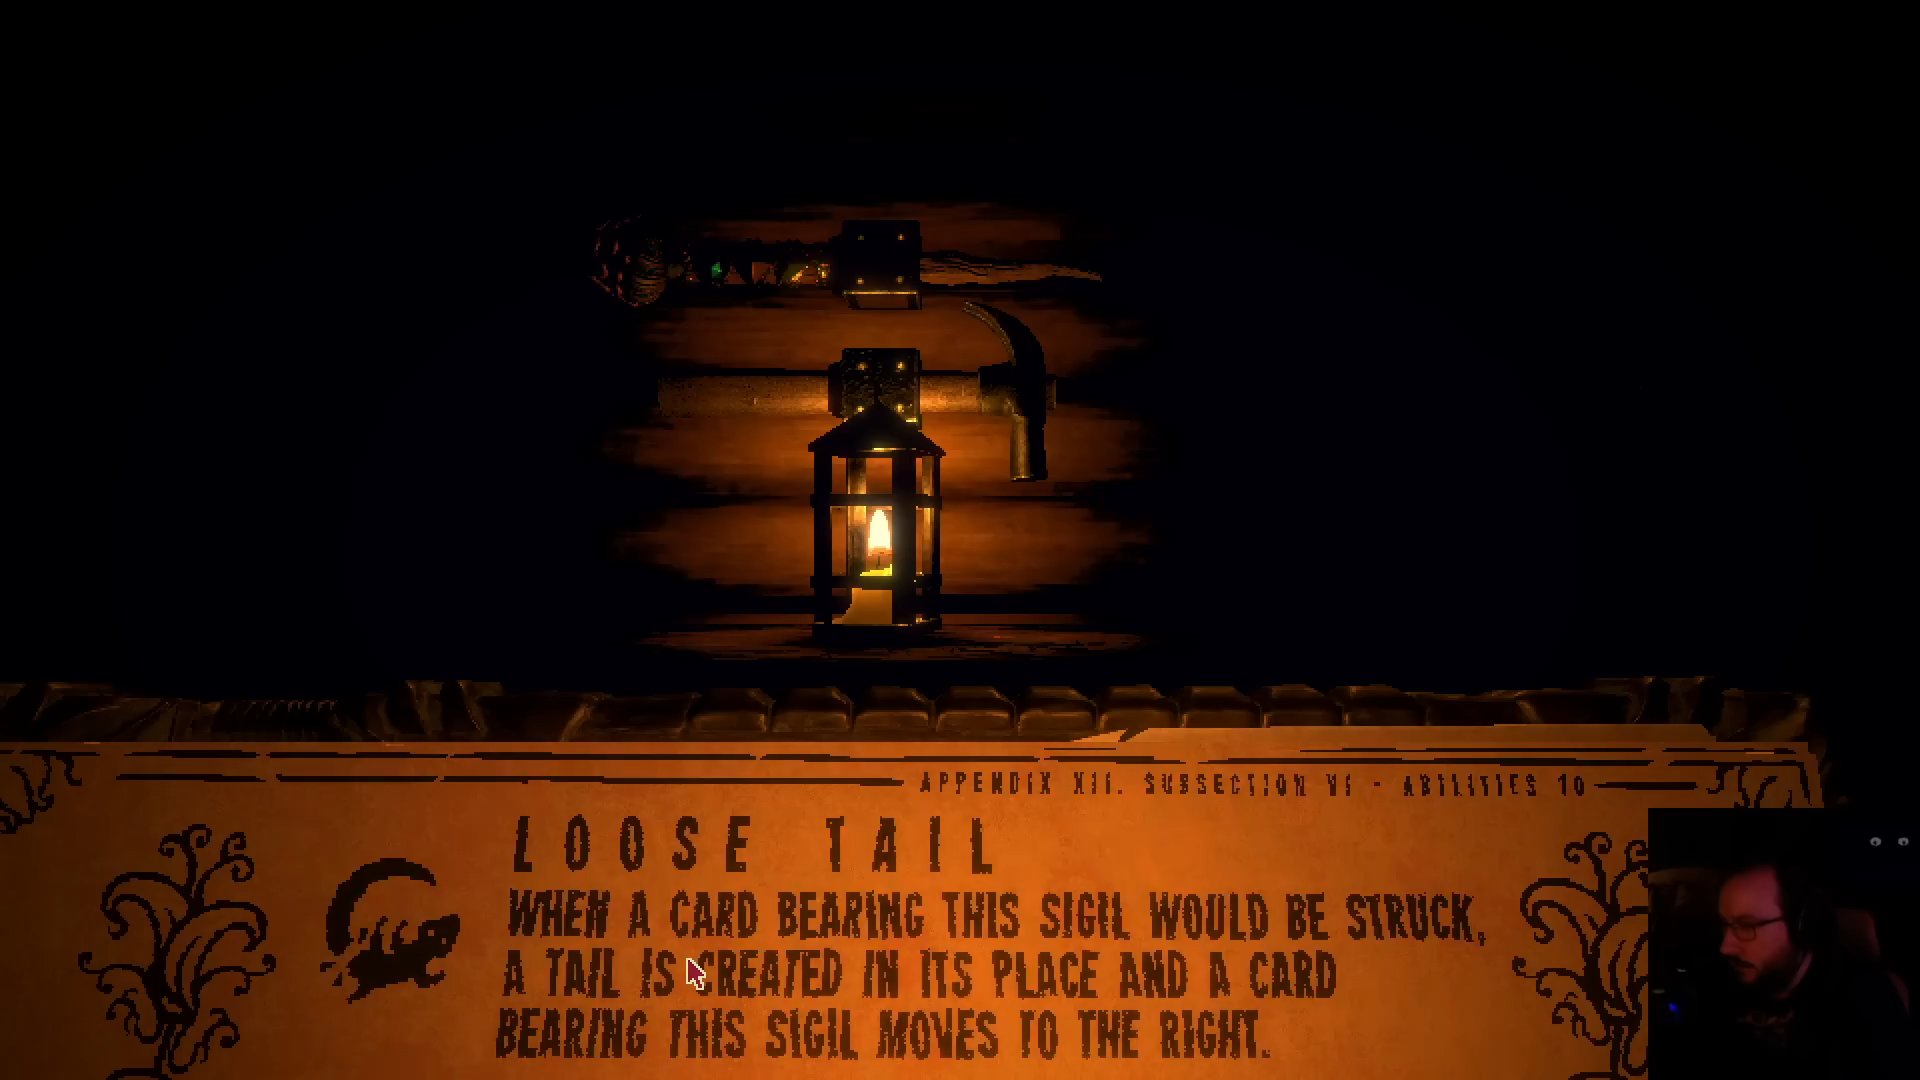 APPENDIX XII. SUBSECTION VI - ABILITIES 10
LOOSE TAIL
WHEN A CARD BEARING THIS SIGIL WOULD BE STRUCK,
A TAIL IS CREATED IN ITS PLACE AND A CARD
BEARING THIS SIGIL MOVES TO THE RIGHT.